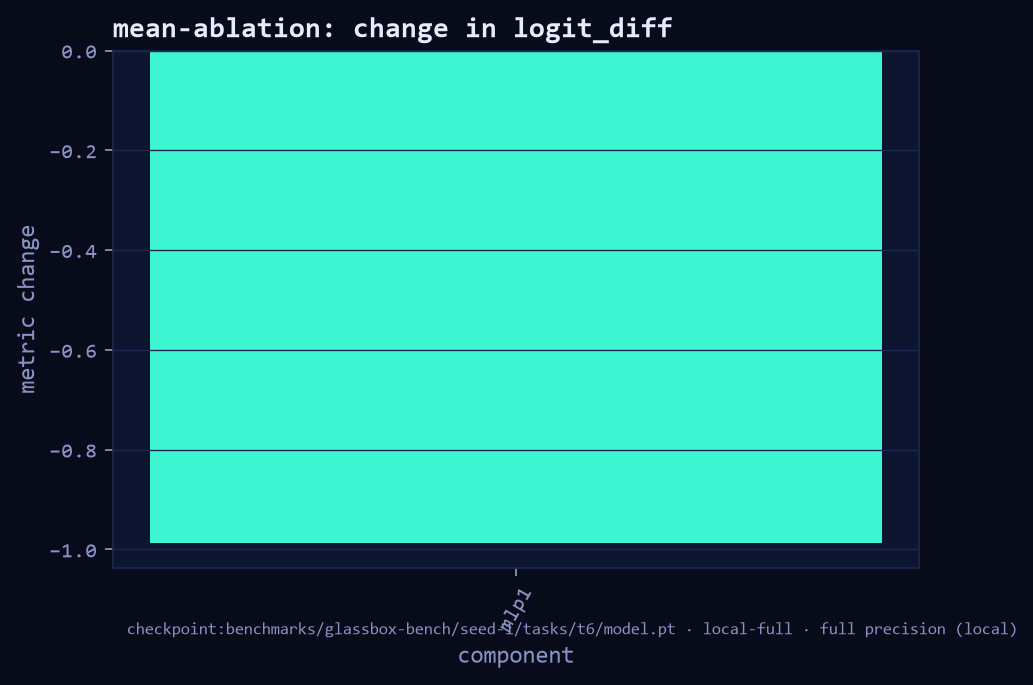 mean-ablation: change in logit_diff
0.0
−0.2
−0.4
−0.6
−0.8
−1.0
metric change
mlp1
checkpoint:benchmarks/glassbox-bench/seed-1/tasks/t6/model.pt · local-full · full precision (local)
component